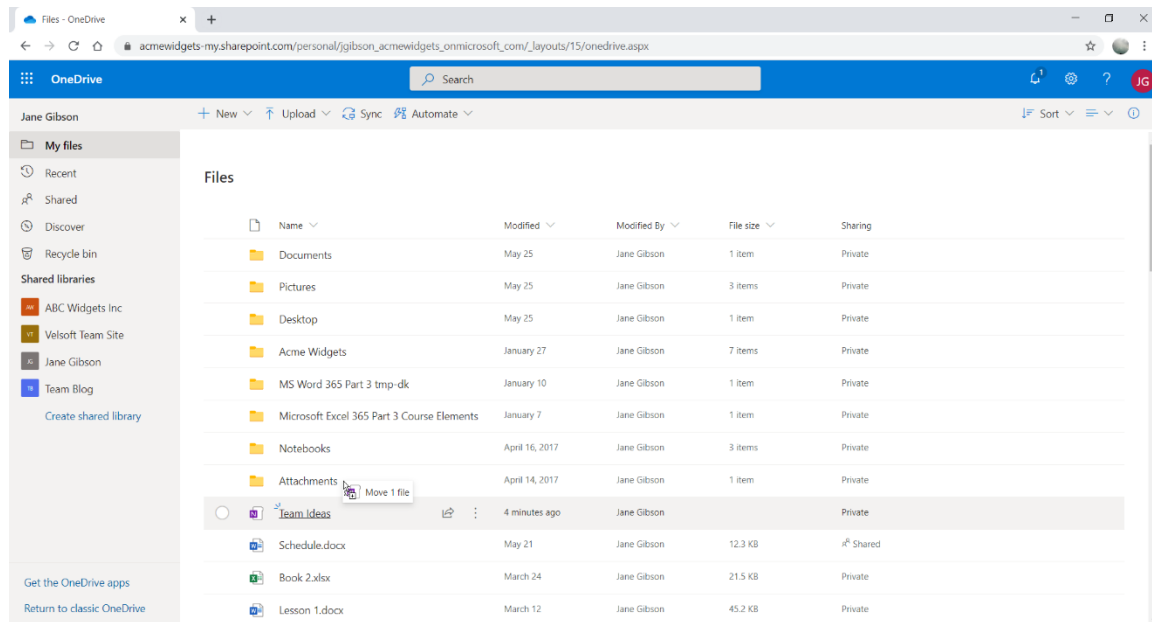 Files - OneDrive
acmewidgets-my.sharepoint.com/personal/jgibson_acmewidgets_onmicrosoft_com/_layouts/15/onedrive.aspx
OneDrive Search 1 ? JG
Jane Gibson New Upload Sync Automate Sort
My files
Recent
Shared
Discover
Recycle bin
Shared libraries
AW ABC Widgets Inc
VT Velsoft Team Site
JG Jane Gibson
TB Team Blog
Create shared library
Get the OneDrive apps
Return to classic OneDrive
Files
Name Modified Modified By File size Sharing
Documents May 25 Jane Gibson 1 item Private
Pictures May 25 Jane Gibson 3 items Private
Desktop May 25 Jane Gibson 1 item Private
Acme Widgets January 27 Jane Gibson 7 items Private
MS Word 365 Part 3 tmp-dk January 10 Jane Gibson 1 item Private
Microsoft Excel 365 Part 3 Course Elements January 7 Jane Gibson 1 item Private
Notebooks April 16, 2017 Jane Gibson 3 items Private
Attachments April 14, 2017 Jane Gibson 1 item Private
Move 1 file
Team Ideas 4 minutes ago Jane Gibson Private
Schedule.docx May 21 Jane Gibson 12.3 KB Shared
Book 2.xlsx March 24 Jane Gibson 21.5 KB Private
Lesson 1.docx March 12 Jane Gibson 45.2 KB Private